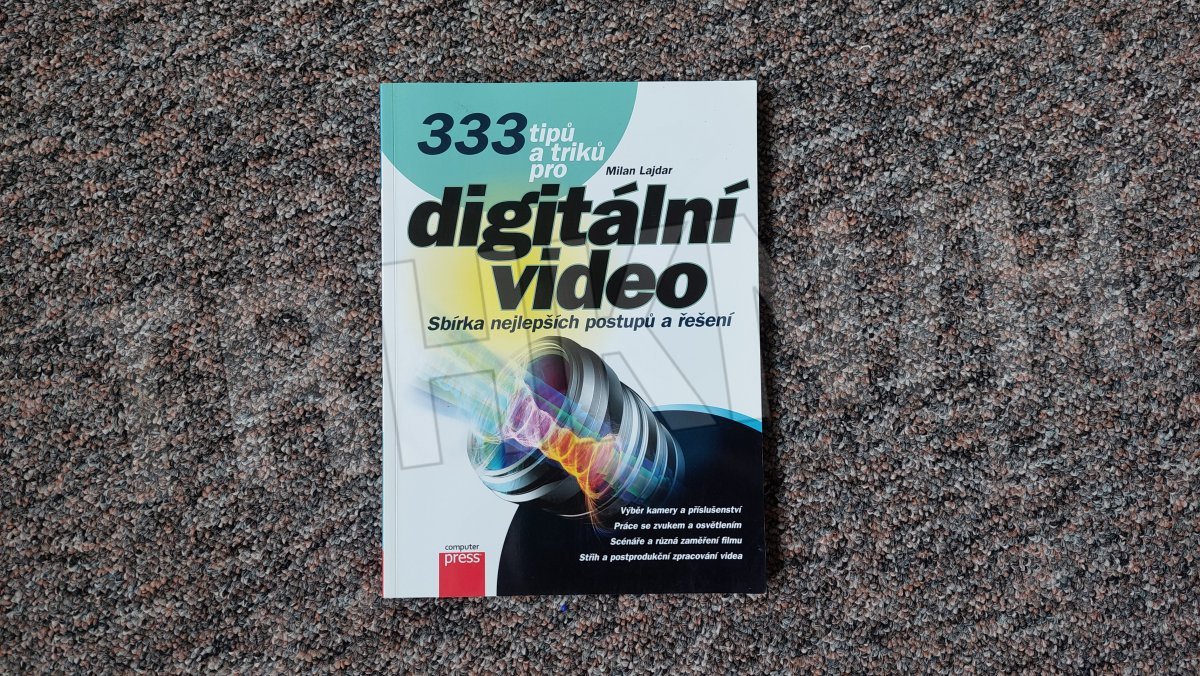 333 tipů
a triků
pro
Milan Lajdar
digitální
video
Sbírka nejlepších postupů a řešení
Výběr kamery a příslušenství
Práce se zvukem a osvětlením
Scénáře a různá zaměření filmu
Střih a postprodukční zpracování videa
computer
press